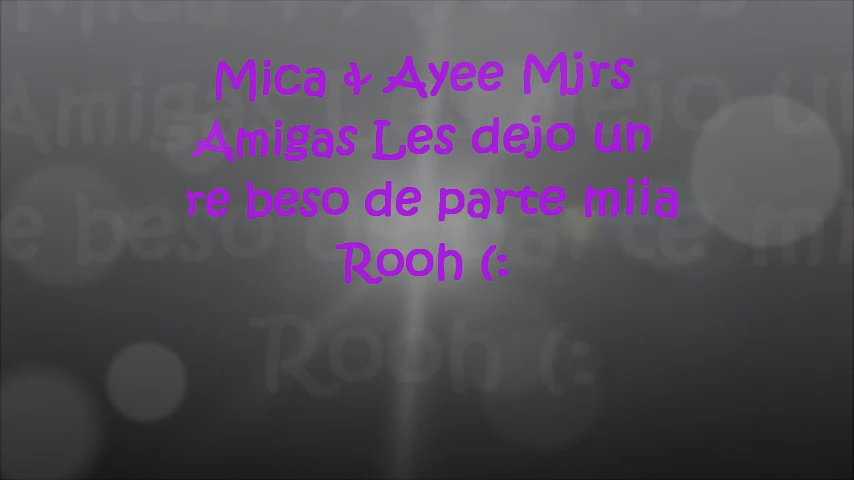 Mica & Ayee Mjrs
Amigas Les dejo un
re beso de parte miia
Rooh (: